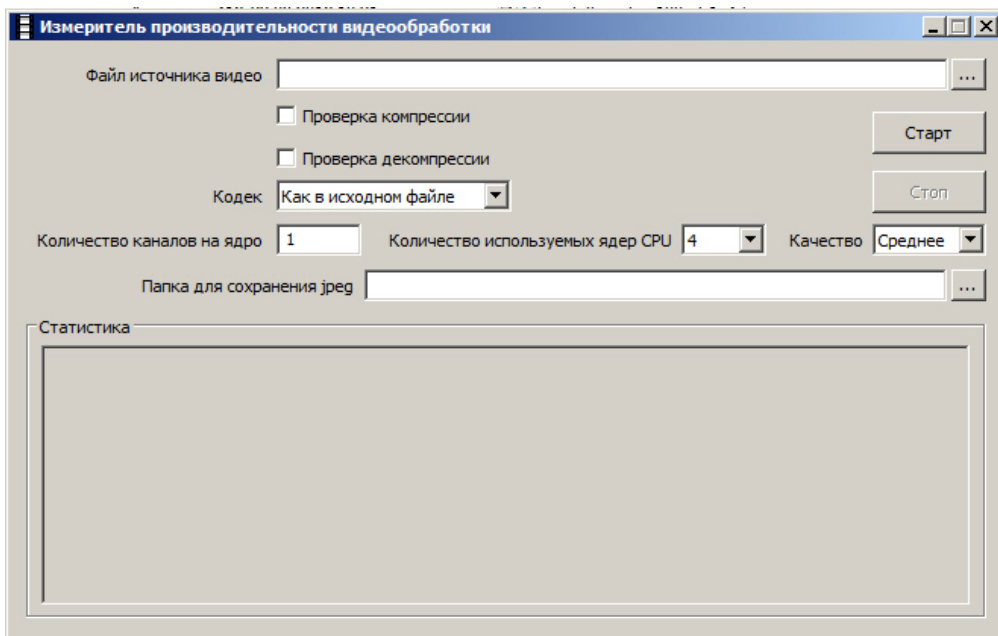 Измеритель производительности видеообработки
Файл источника видео ...
Проверка компрессии
Старт
Проверка декомпрессии
Кодек Как в исходном файле Стоп
Количество каналов на ядро 1 Количество используемых ядер CPU 4 Качество Среднее
Папка для сохранения jpeg ...
Статистика